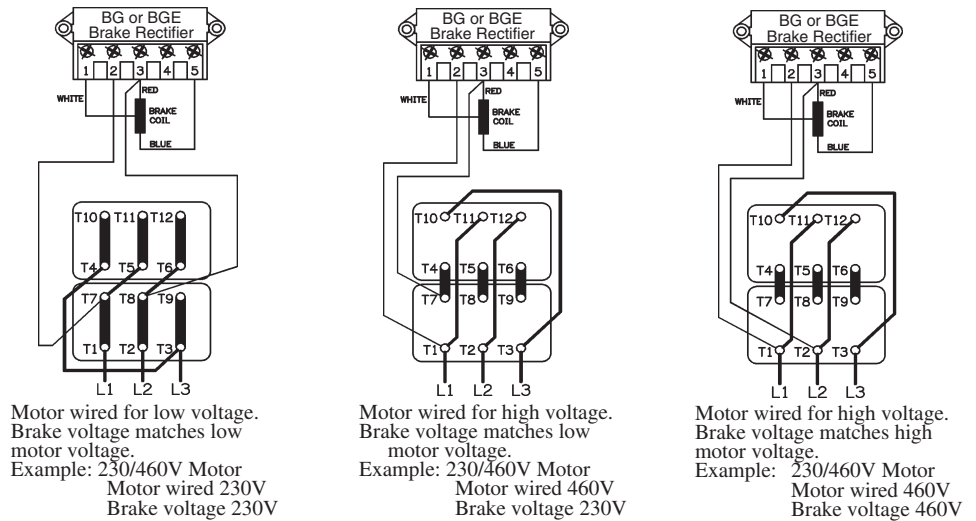 BG or BGE
Brake Rectifier
1 2 3 4 5
WHITE
RED
BRAKE
COIL
BLUE
T10 T11 T12
T4 T5 T6
T7 T8 T9
T1 T2 T3
L1 L2 L3
Motor wired for low voltage.
Brake voltage matches low
motor voltage.
Example: 230/460V Motor
Motor wired 230V
Brake voltage 230V
BG or BGE
Brake Rectifier
1 2 3 4 5
WHITE
RED
BRAKE
COIL
BLUE
T10 T11 T12
T4 T5 T6
T7 T8 T9
T1 T2 T3
L1 L2 L3
Motor wired for high voltage.
Brake voltage matches low
motor voltage.
Example: 230/460V Motor
Motor wired 460V
Brake voltage 230V
BG or BGE
Brake Rectifier
1 2 3 4 5
WHITE
RED
BRAKE
COIL
BLUE
T10 T11 T12
T4 T5 T6
T7 T8 T9
T1 T2 T3
L1 L2 L3
Motor wired for high voltage.
Brake voltage matches high
motor voltage.
Example: 230/460V Motor
Motor wired 460V
Brake voltage 460V